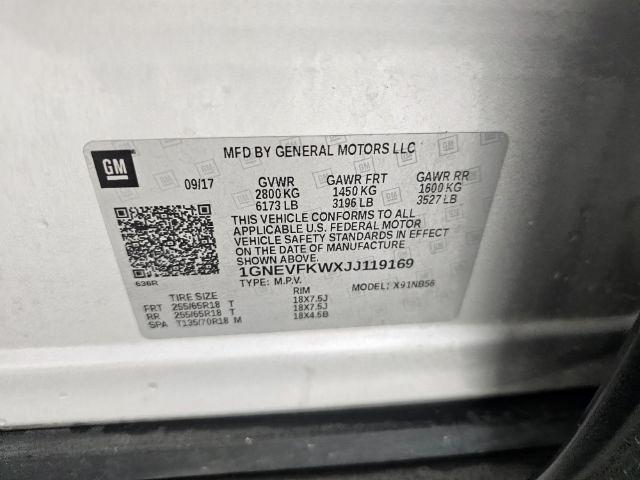 GM
MFD BY GENERAL MOTORS LLC
09/17 GVWR GAWR FRT GAWR RR
2800 KG 1450 KG 1600 KG
6173 LB 3196 LB 3527 LB
THIS VEHICLE CONFORMS TO ALL
APPLICABLE U.S. FEDERAL MOTOR
VEHICLE SAFETY STANDARDS IN EFFECT
ON THE DATE OF MANUFACTURE
SHOWN ABOVE.
636R
1GNEVFKWXJJ119169
TYPE: M.P.V. MODEL: X91NB56
TIRE SIZE RIM
FRT 255/65R18 T 18X7.5J
RR 255/65R18 T 18X7.5J
SPA T135/70R18 M 18X4.5B